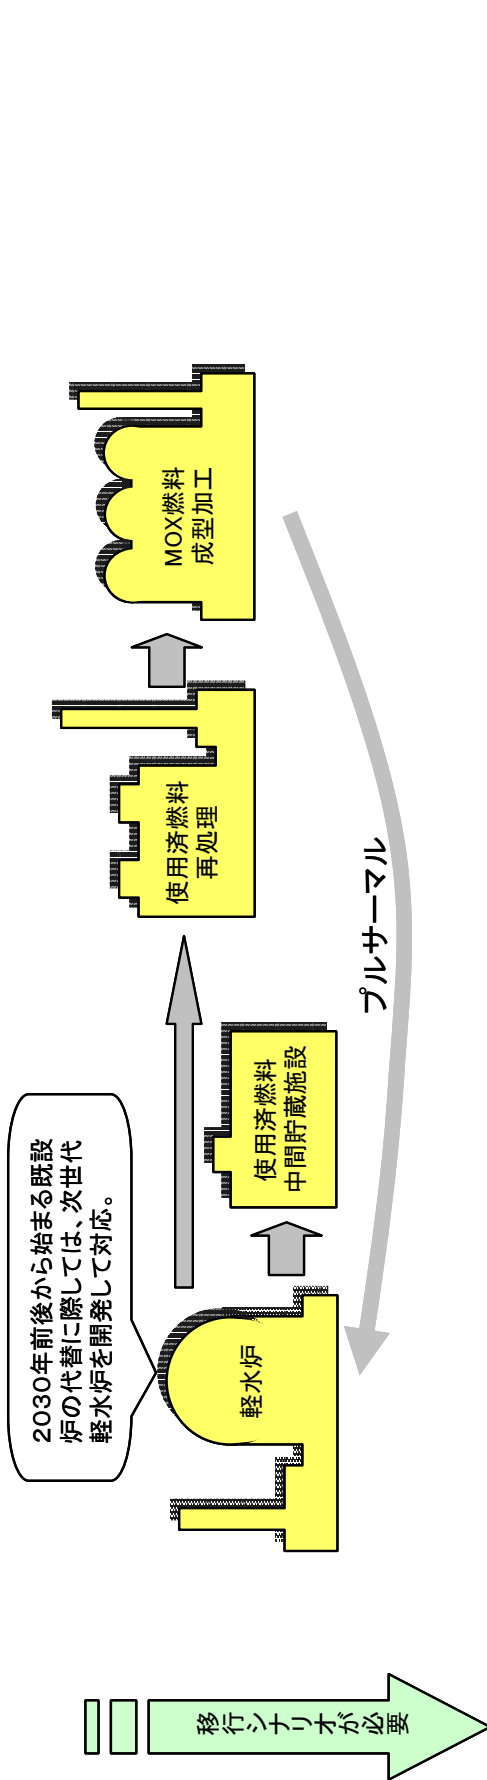 2030年前後から始まる既設
炉の代替に際しては、次世代
軽水炉を開発して対応。
軽水炉
使用済燃料
中間貯蔵施設
使用済燃料
再処理
MOX燃料
成型加工
プルサーマル
移行シナリオが必要